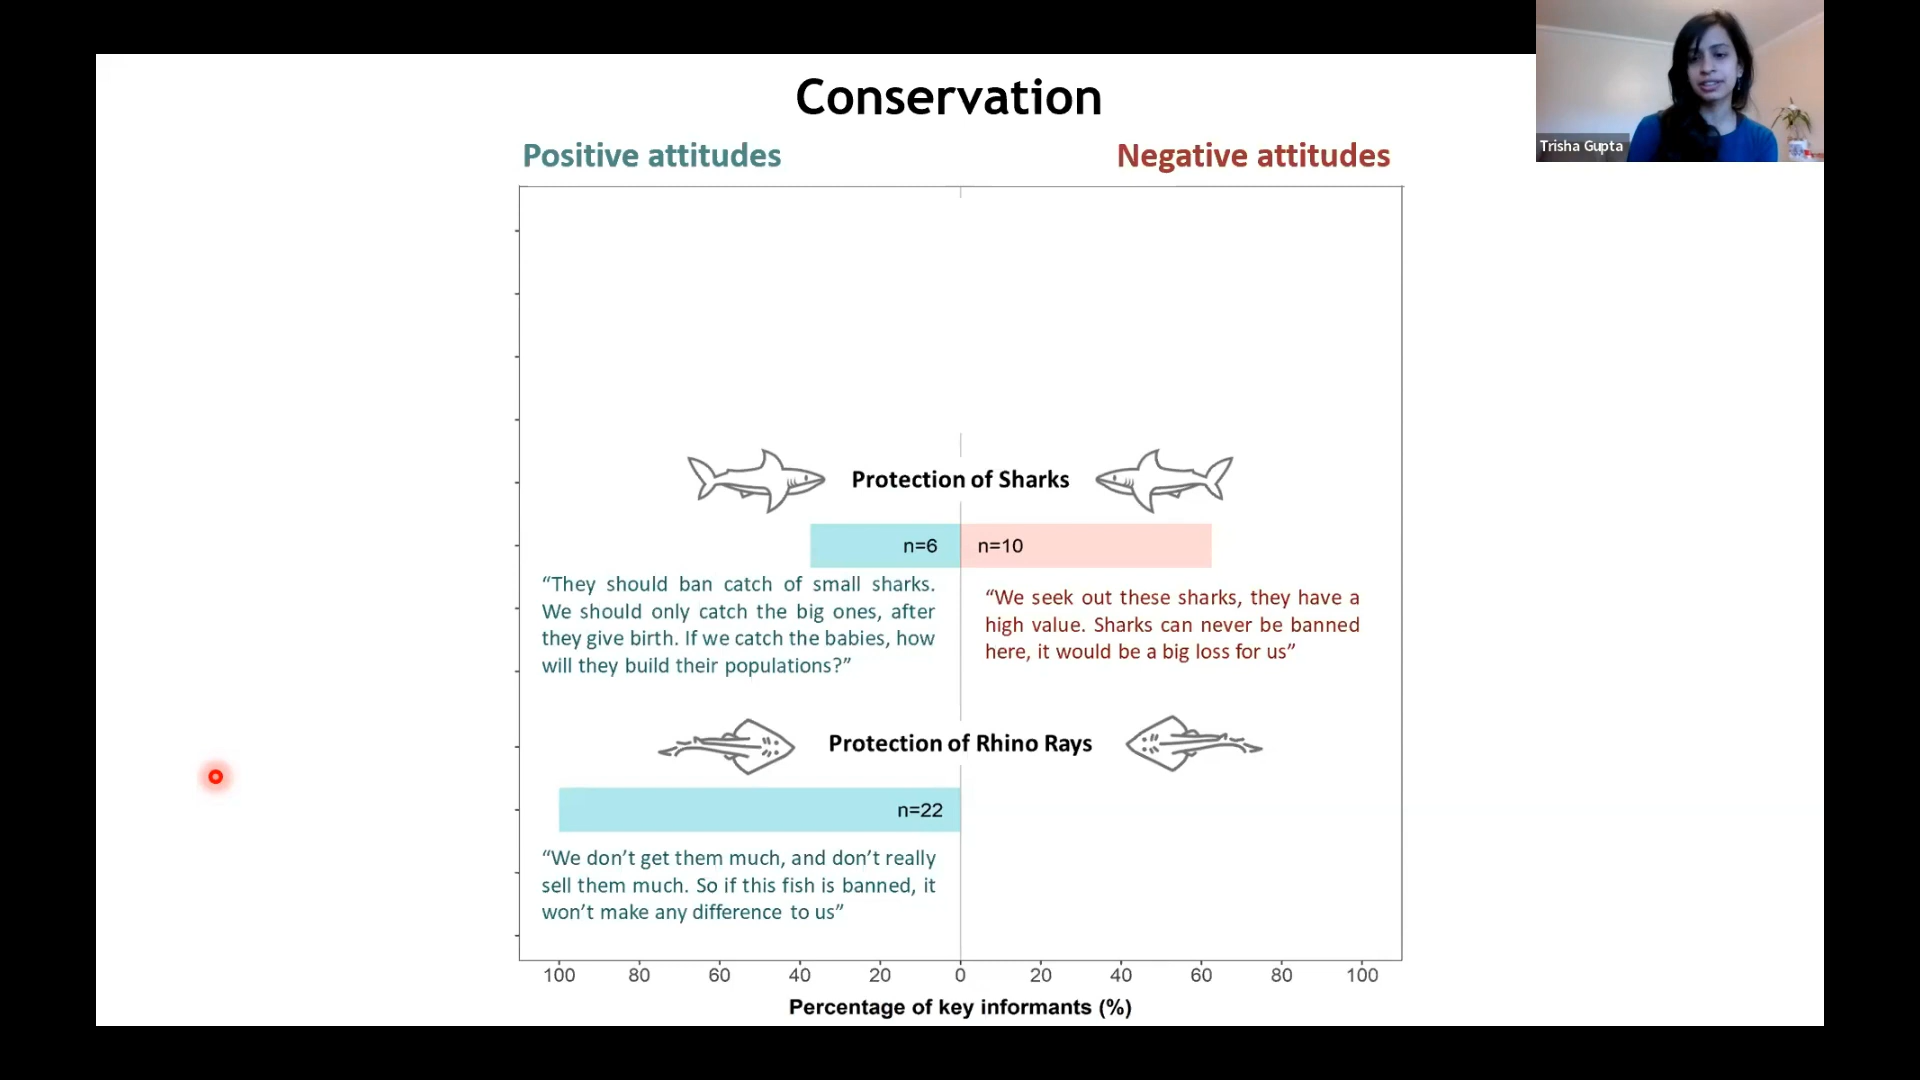 Conservation
Trisha Gupta
Positive attitudes
Negative attitudes
Protection of Sharks
n=6
n=10
“They should ban catch of small sharks.
We should only catch the big ones, after
they give birth. If we catch the babies, how
will they build their populations?”
“We seek out these sharks, they have a
high value. Sharks can never be banned
here, it would be a big loss for us”
Protection of Rhino Rays
n=22
“We don’t get them much, and don’t really
sell them much. So if this fish is banned, it
won’t make any difference to us”
100 80 60 40 20 0 20 40 60 80 100
Percentage of key informants (%)